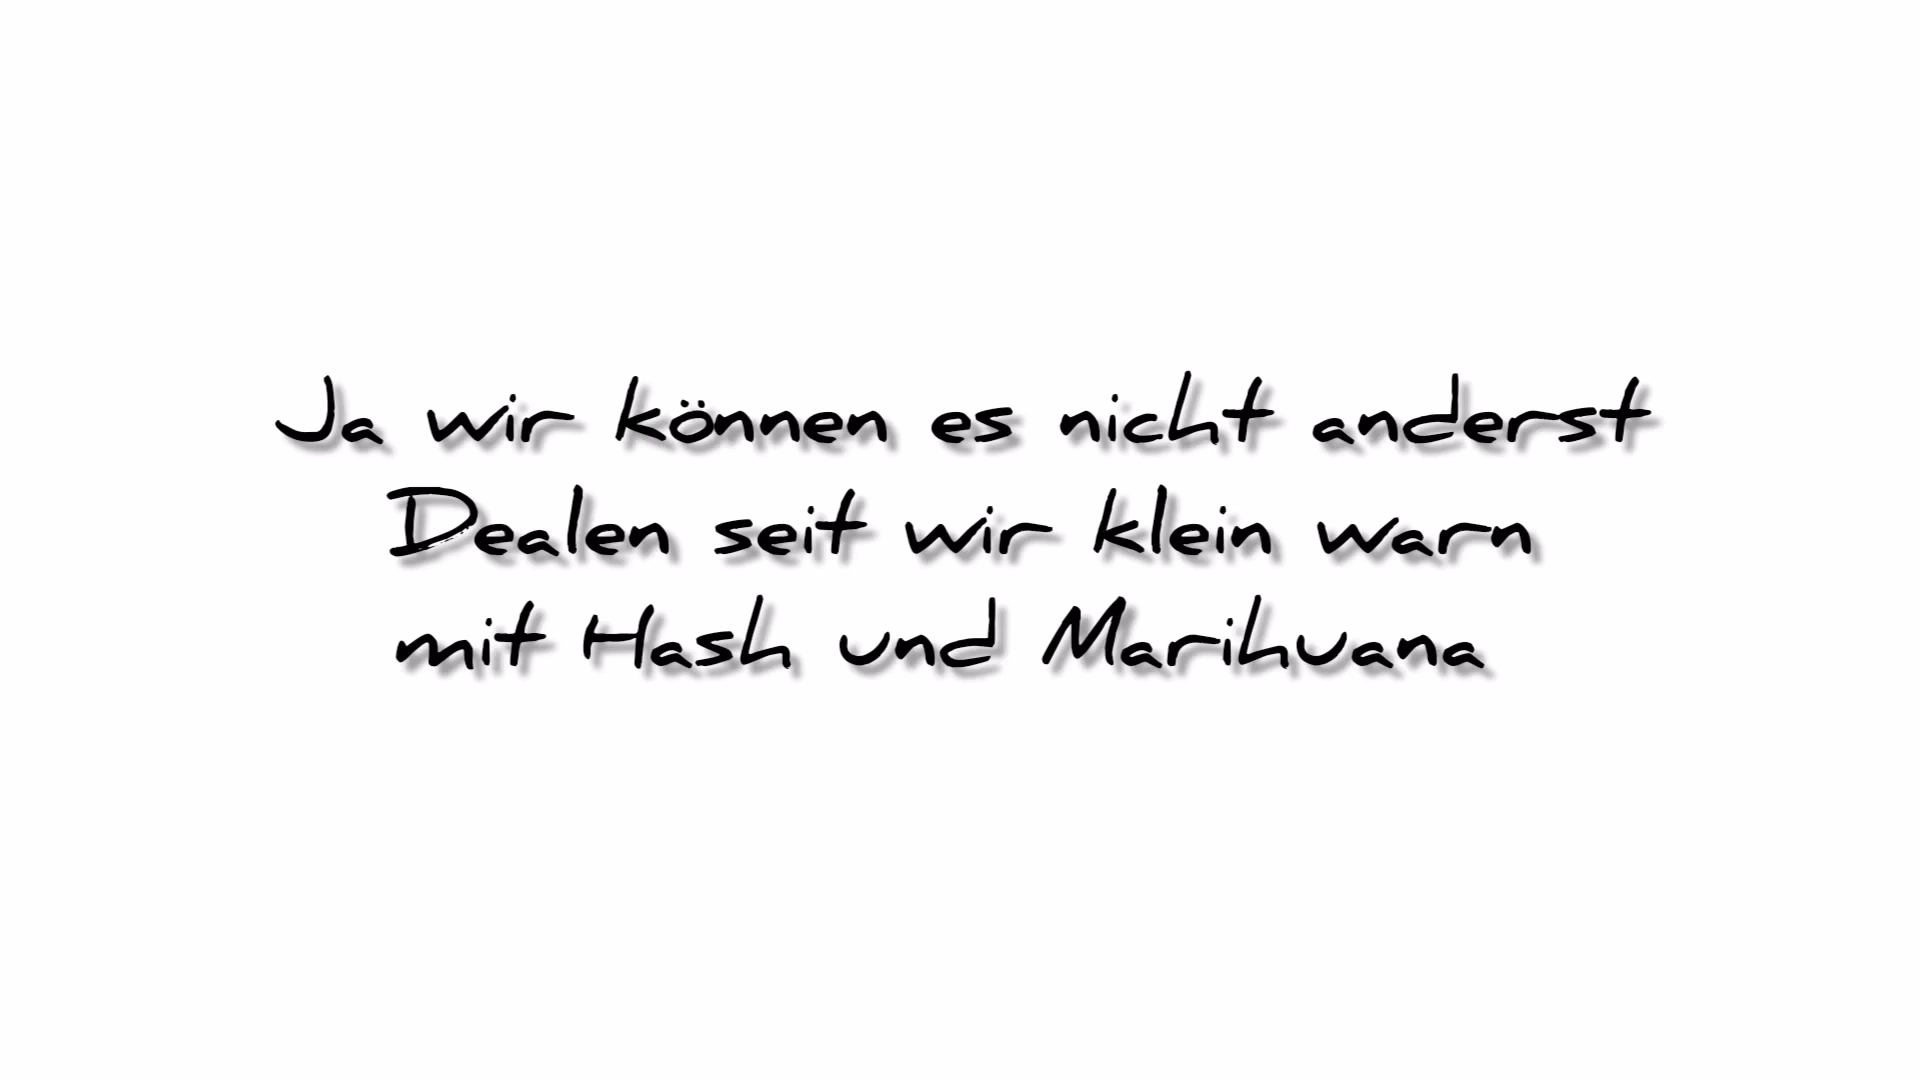 Ja wir können es nicht anderst
Dealen seit wir klein warn
mit Hash und Marihuana